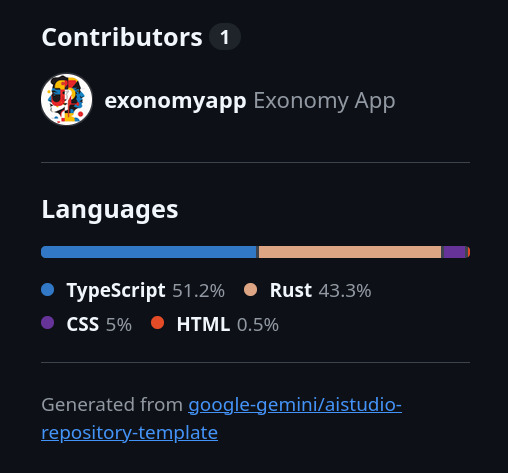 Contributors 1
exonomyapp Exonomy App
Languages
TypeScript 51.2% Rust 43.3%
CSS 5% HTML 0.5%
Generated from google-gemini/aistudio-
repository-template